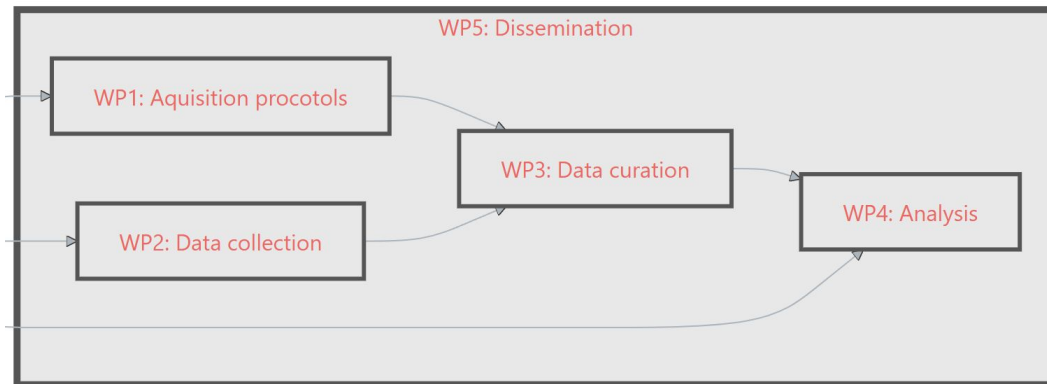 WP5: Dissemination
WP1: Aquisition procotols
WP3: Data curation
WP4: Analysis
WP2: Data collection